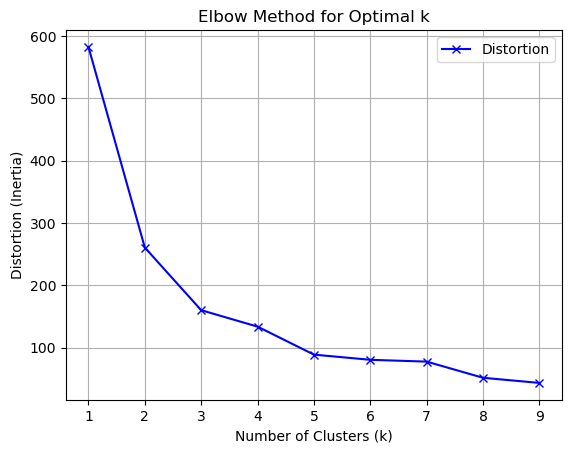 Elbow Method for Optimal k
Distortion
600
500
400
300
200
100
Distortion (Inertia)
1 2 3 4 5 6 7 8 9
Number of Clusters (k)